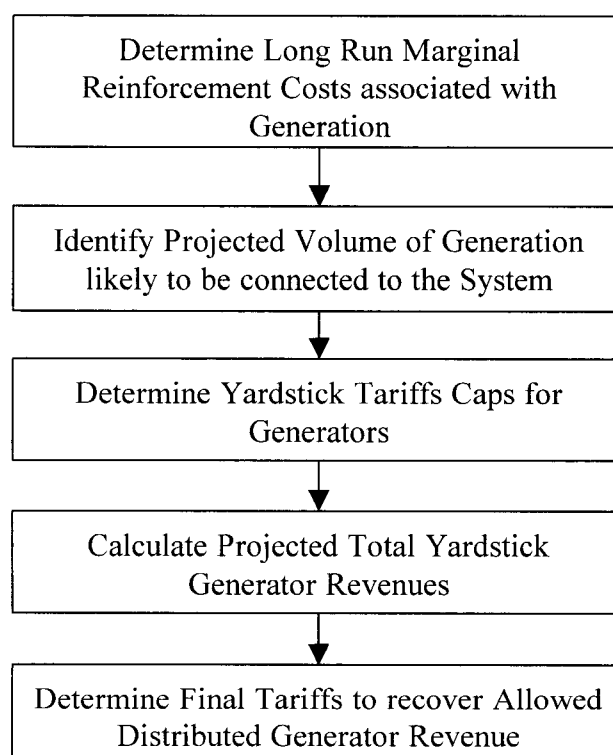 Determine Long Run Marginal
Reinforcement Costs associated with
Generation
Identify Projected Volume of Generation
likely to be connected to the System
Determine Yardstick Tariffs Caps for
Generators
Calculate Projected Total Yardstick
Generator Revenues
Determine Final Tariffs to recover Allowed
Distributed Generator Revenue